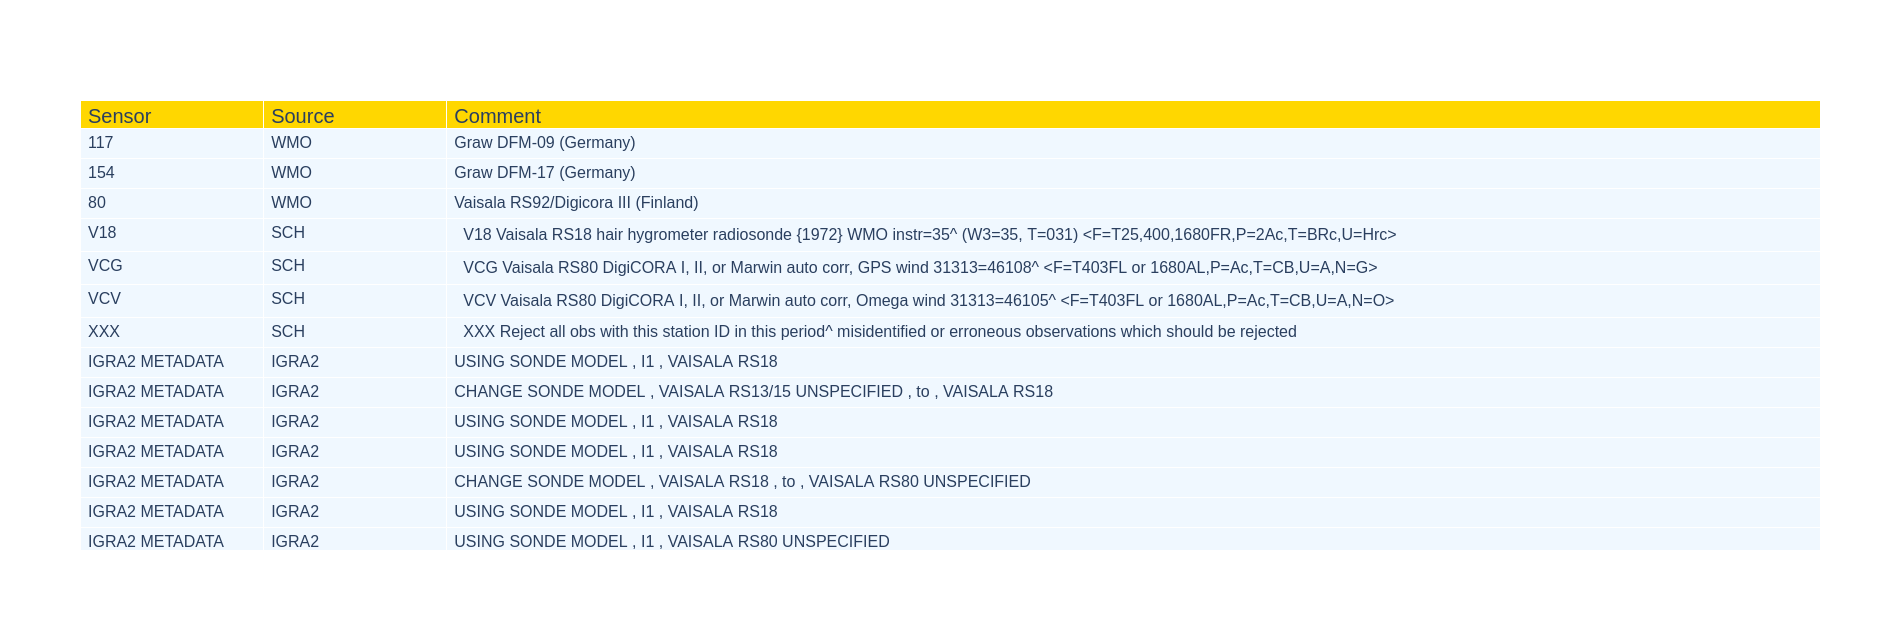 Sensor Source Comment
117 WMO Graw DFM-09 (Germany)
154 WMO Graw DFM-17 (Germany)
80 WMO Vaisala RS92/Digicora III (Finland)
V18 SCH V18 Vaisala RS18 hair hygrometer radiosonde {1972} WMO instr=35^ (W3=35, T=031) <F=T25,400,1680FR,P=2Ac,T=BRc,U=Hrc>
VCG SCH VCG Vaisala RS80 DigiCORA I, II, or Marwin auto corr, GPS wind 31313=46108^ <F=T403FL or 1680AL,P=Ac,T=CB,U=A,N=G>
VCV SCH VCV Vaisala RS80 DigiCORA I, II, or Marwin auto corr, Omega wind 31313=46105^ <F=T403FL or 1680AL,P=Ac,T=CB,U=A,N=O>
XXX SCH XXX Reject all obs with this station ID in this period^ misidentified or erroneous observations which should be rejected
IGRA2 METADATA IGRA2 USING SONDE MODEL , I1 , VAISALA RS18
IGRA2 METADATA IGRA2 CHANGE SONDE MODEL , VAISALA RS13/15 UNSPECIFIED , to , VAISALA RS18
IGRA2 METADATA IGRA2 USING SONDE MODEL , I1 , VAISALA RS18
IGRA2 METADATA IGRA2 USING SONDE MODEL , I1 , VAISALA RS18
IGRA2 METADATA IGRA2 CHANGE SONDE MODEL , VAISALA RS18 , to , VAISALA RS80 UNSPECIFIED
IGRA2 METADATA IGRA2 USING SONDE MODEL , I1 , VAISALA RS18
IGRA2 METADATA IGRA2 USING SONDE MODEL , I1 , VAISALA RS80 UNSPECIFIED